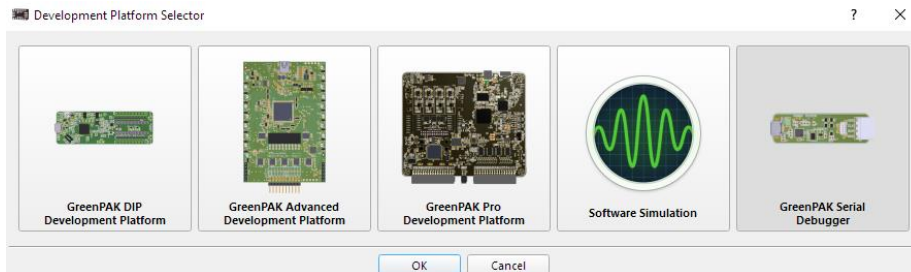 Development Platform Selector
?
GreenPAK DIP
Development Platform
GreenPAK Advanced
Development Platform
GreenPAK Pro
Development Platform
Software Simulation
GreenPAK Serial
Debugger
OK
Cancel